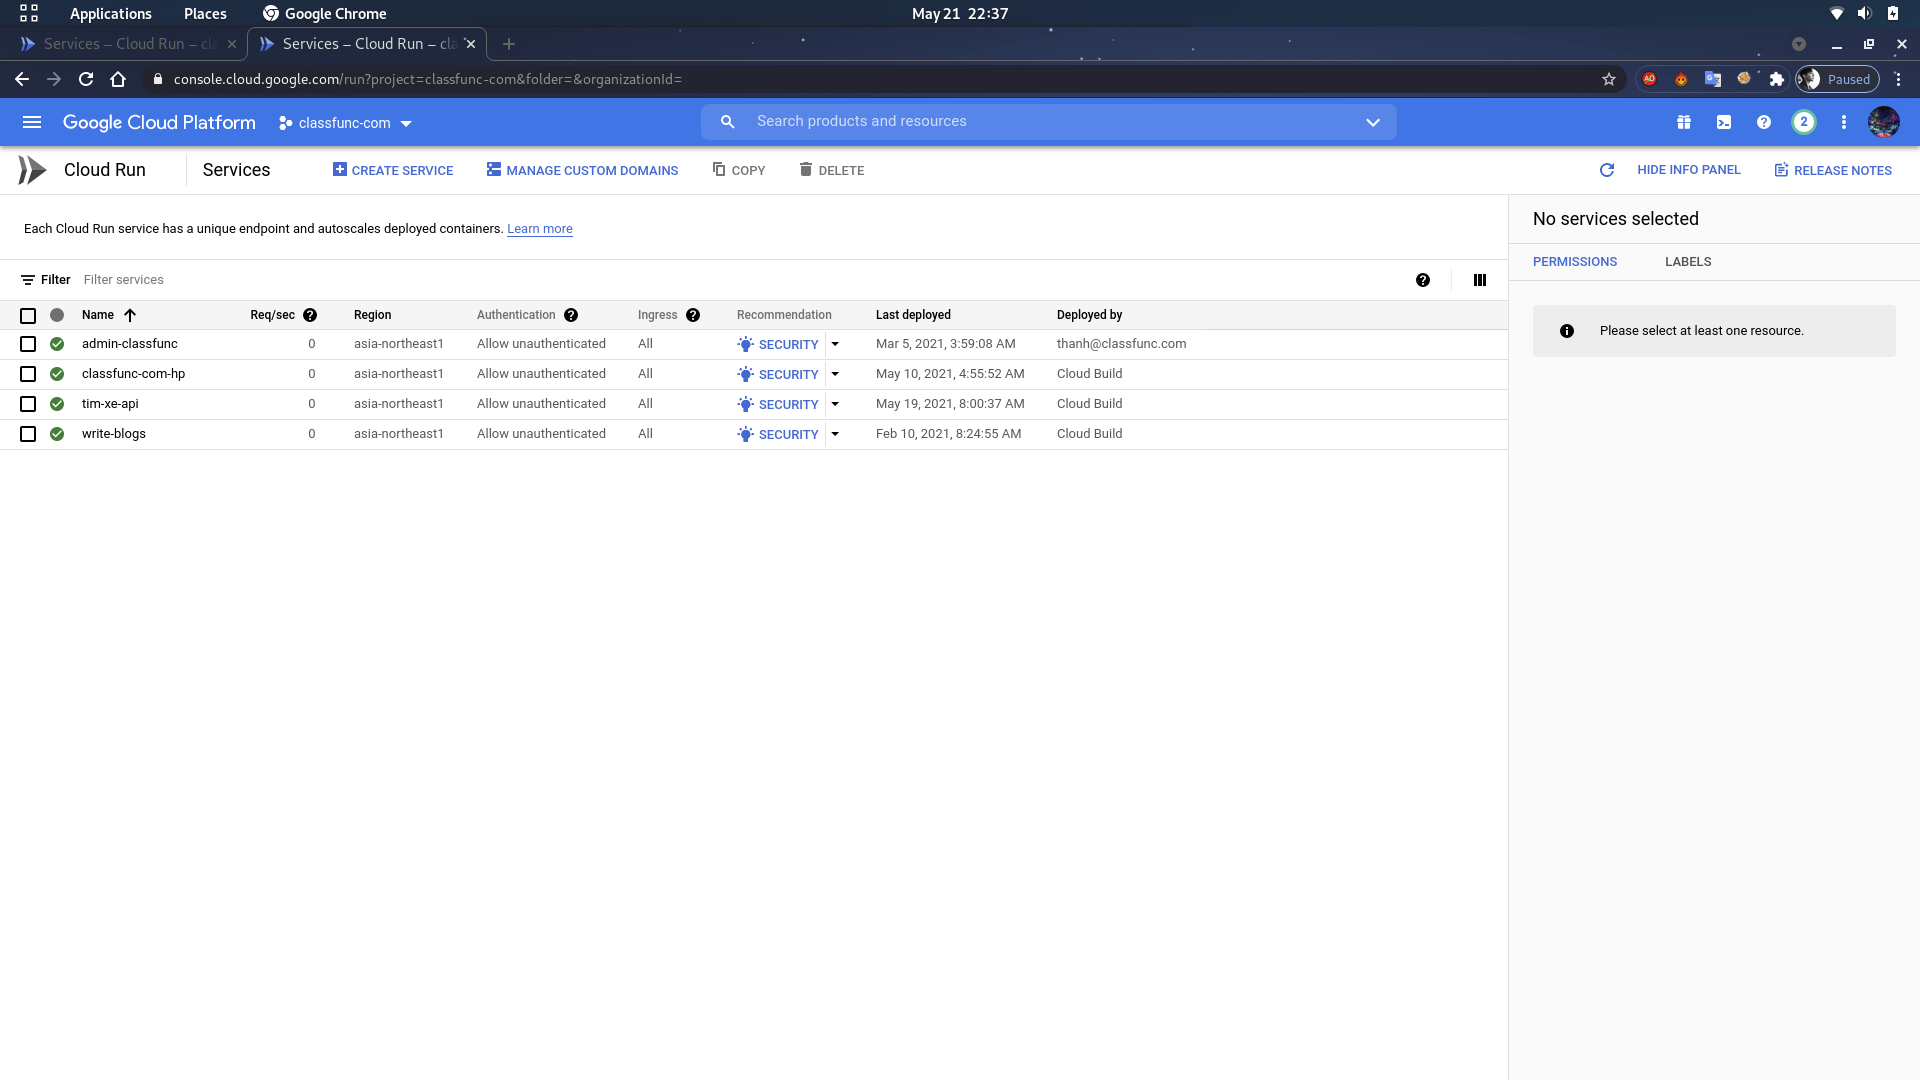 Applications Places Google Chrome May 21 22:37
Services – Cloud Run – cla Services – Cloud Run – cla
console.cloud.google.com/run?project=classfunc-com&folder=&organizationId= Paused
Google Cloud Platform classfunc-com Search products and resources 2
Cloud Run Services CREATE SERVICE MANAGE CUSTOM DOMAINS COPY DELETE HIDE INFO PANEL RELEASE NOTES
Each Cloud Run service has a unique endpoint and autoscales deployed containers. Learn more
Filter Filter services
Name Req/sec Region Authentication Ingress Recommendation Last deployed Deployed by
admin-classfunc 0 asia-northeast1 Allow unauthenticated All SECURITY Mar 5, 2021, 3:59:08 AM thanh@classfunc.com
classfunc-com-hp 0 asia-northeast1 Allow unauthenticated All SECURITY May 10, 2021, 4:55:52 AM Cloud Build
tim-xe-api 0 asia-northeast1 Allow unauthenticated All SECURITY May 19, 2021, 8:00:37 AM Cloud Build
write-blogs 0 asia-northeast1 Allow unauthenticated All SECURITY Feb 10, 2021, 8:24:55 AM Cloud Build
No services selected
PERMISSIONS LABELS
Please select at least one resource.